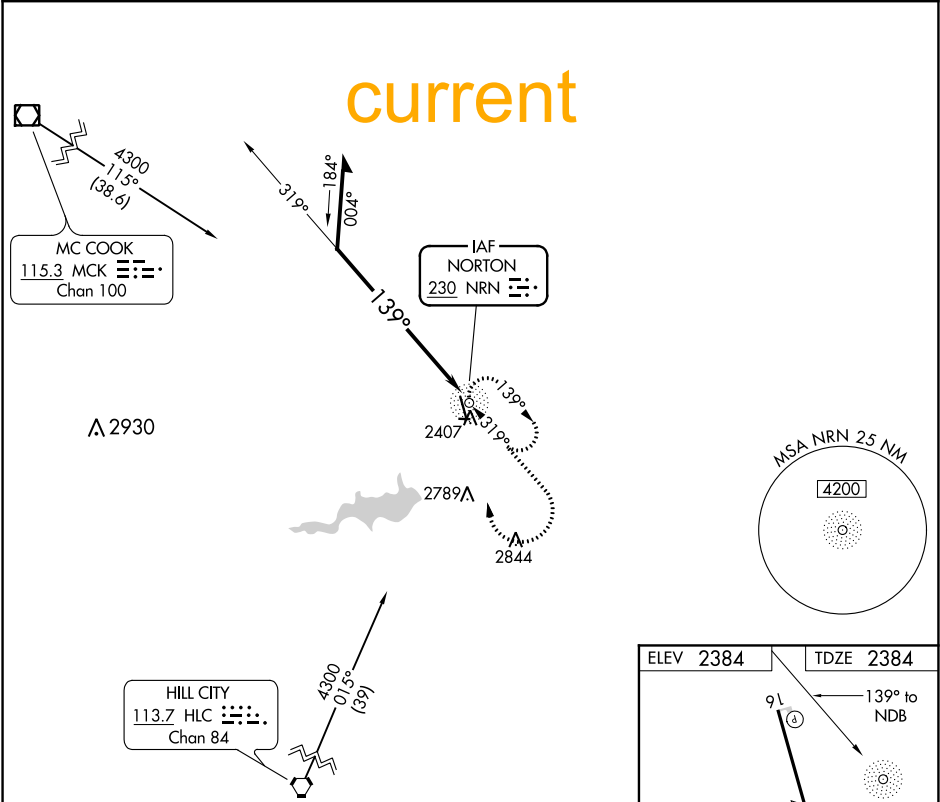 current
4300
115°
(38.6)
319°
184°
004°
MC COOK
115.3 MCK
Chan 100
IAF
NORTON
230 NRN
139°
139°
2930
2407
319°
MSA NRN 25 NM
4200
2789
2844
4300
015°
(39)
HILL CITY
113.7 HLC
Chan 84
ELEV 2384
TDZE 2384
16
P
139° to
NDB